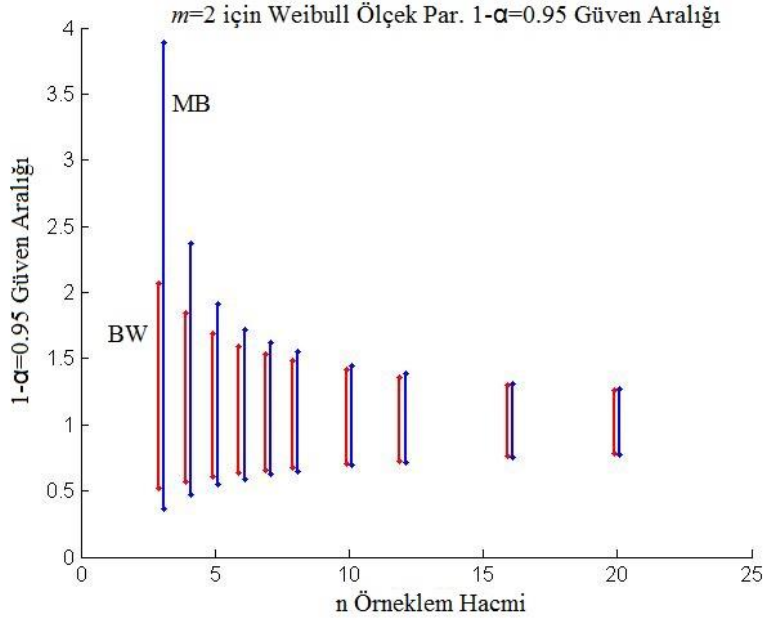 m=2 için Weibull Ölçek Par. 1-α=0.95 Güven Aralığı
4
3.5
3
2.5
2
1.5
1
0.5
0
1-α=0.95 Güven Aralığı
MB
BW
0 5 10 15 20 25
n Örneklem Hacmi